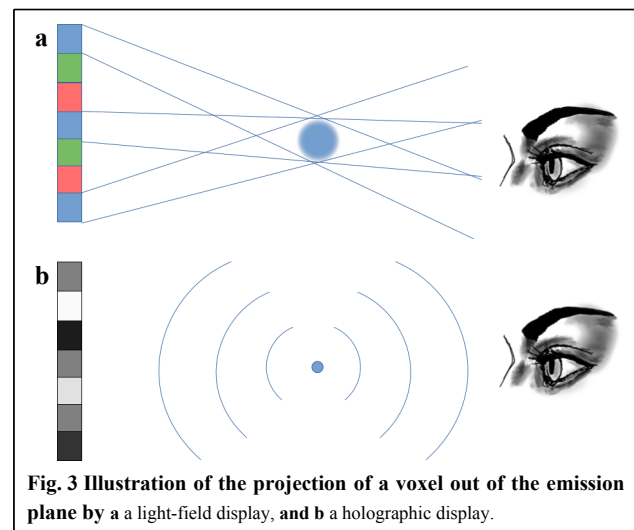 a
b
Fig. 3 Illustration of the projection of a voxel out of the emission
plane by a a light-field display, and b a holographic display.